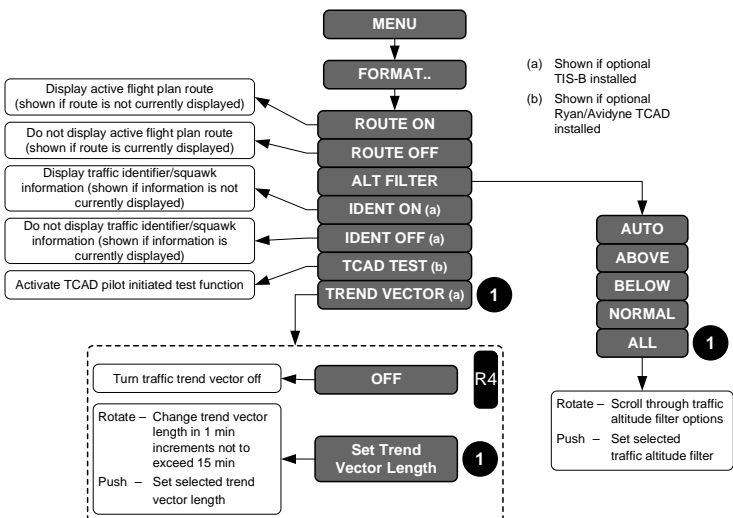 MENU
FORMAT..
(a) Shown if optional
TIS-B installed
(b) Shown if optional
Ryan/Avidyne TCAD
installed
Display active flight plan route
(shown if route is not currently displayed)
Do not display active flight plan route
(shown if route is currently displayed)
Display traffic identifier/squawk
information (shown if information is not
currently displayed)
Do not display traffic identifier/squawk
information (shown if information is
currently displayed)
Activate TCAD pilot initiated test function
ROUTE ON
ROUTE OFF
ALT FILTER
IDENT ON (a)
IDENT OFF (a)
TCAD TEST (b)
TREND VECTOR (a)
1
AUTO
ABOVE
BELOW
NORMAL
ALL
1
Rotate – Scroll through traffic
altitude filter options
Push – Set selected
traffic altitude filter
Turn traffic trend vector off
OFF
R4
Rotate – Change trend vector
length in 1 min
increments not to
exceed 15 min
Push – Set selected trend
vector length
Set Trend
Vector Length
1